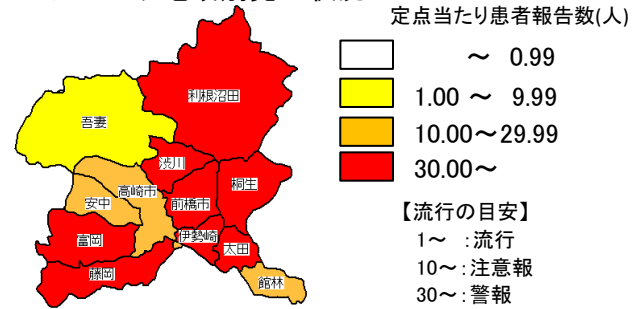 定点当たり患者報告数(人)
～ 0.99
1.00 ～ 9.99
10.00～29.99
30.00～
【流行の目安】
1～ :流行
10～:注意報
30～:警報
利根沼田
吾妻
渋川
高崎市
桐生
安中
前橋市
富岡
伊勢崎
太田
藤岡
館林